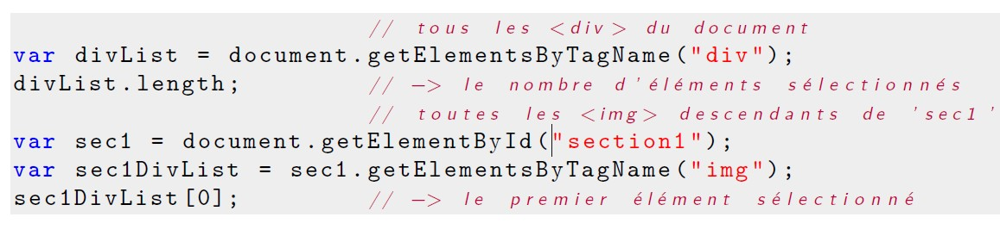 // tous les <div> du document
var divList = document.getElementsByTagName("div");
divList.length; // —> le nombre d'éléments sélectionnés
// toutes les <img> descendants de 'sec1'
var sec1 = document.getElementById("section1");
var sec1DivList = sec1.getElementsByTagName("img");
sec1DivList[0]; // —> le premier élément sélectionné